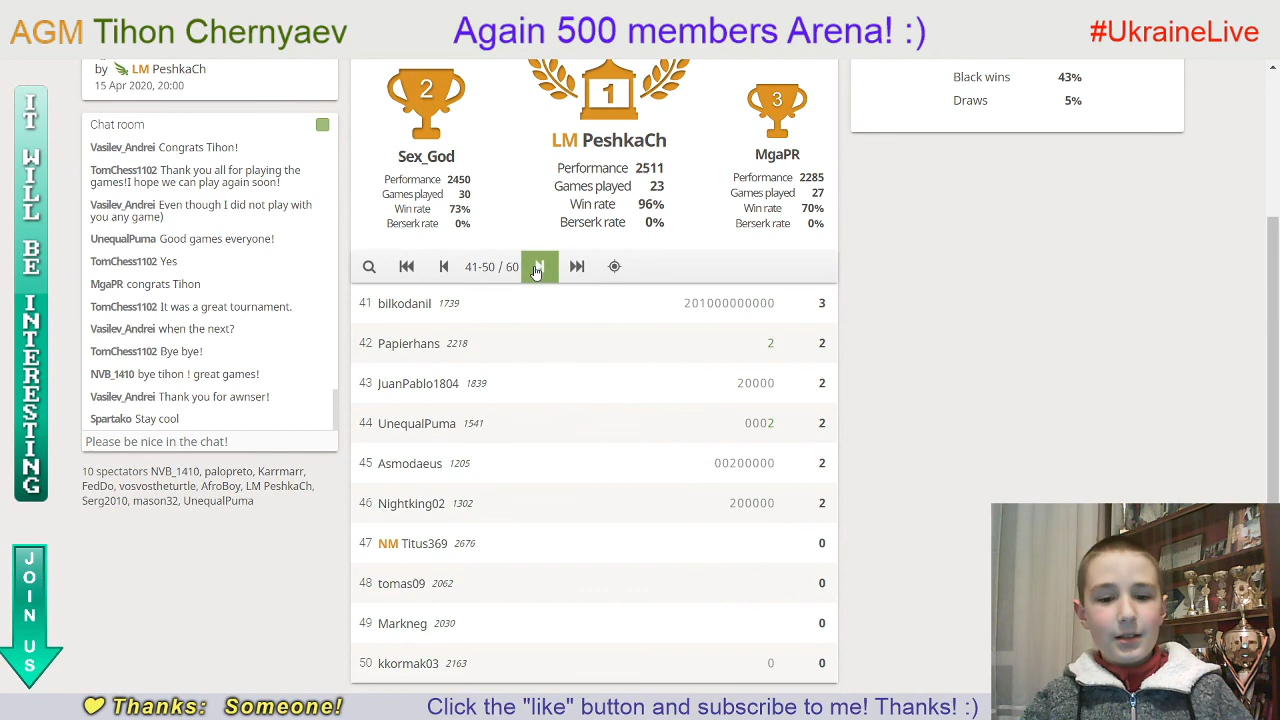 AGM Tihon Chernyaev
Again 500 members Arena! :)
#UkraineLive
IT WILL BE INTERESTING
JOIN US
by LM PeshkaCh
15 Apr 2020, 20:00
Chat room
Vasilev_Andrei Congrats Tihon!
TomChess1102 Thank you all for playing the
games!I hope we can play again soon!
Vasilev_Andrei Even though I did not play with
you any game)
UnequalPuma Good games everyone!
TomChess1102 Yes
MgaPR congrats Tihon
TomChess1102 It was a great tournament.
Vasilev_Andrei when the next?
TomChess1102 Bye bye!
NVB_1410 bye tihon ! great games!
Vasilev_Andrei Thank you for awnser!
Spartako Stay cool
Please be nice in the chat!
10 spectators NVB_1410, palopreto, Karrmarr,
FedDo, vosvostheturtle, AfroBoy, LM PeshkaCh,
Serg2010, mason32, UnequalPuma
2
Sex_God
Performance 2450
Games played 30
Win rate 73%
Berserk rate 0%
1
LM PeshkaCh
Performance 2511
Games played 23
Win rate 96%
Berserk rate 0%
3
MgaPR
Performance 2285
Games played 27
Win rate 70%
Berserk rate 0%
41-50 / 60
41 bilkodanil 1739 201000000000 3
42 Papierhans 2218 2 2
43 JuanPablo1804 1839 20000 2
44 UnequalPuma 1541 0002 2
45 Asmodaeus 1205 00200000 2
46 Nightking02 1302 200000 2
47 NM Titus369 2676 0
48 tomas09 2062 0
49 Markneg 2030 0
50 kkormak03 2163 0 0
Black wins 43%
Draws 5%
Thanks: Someone!
Click the "like" button and subscribe to me! Thanks! :)